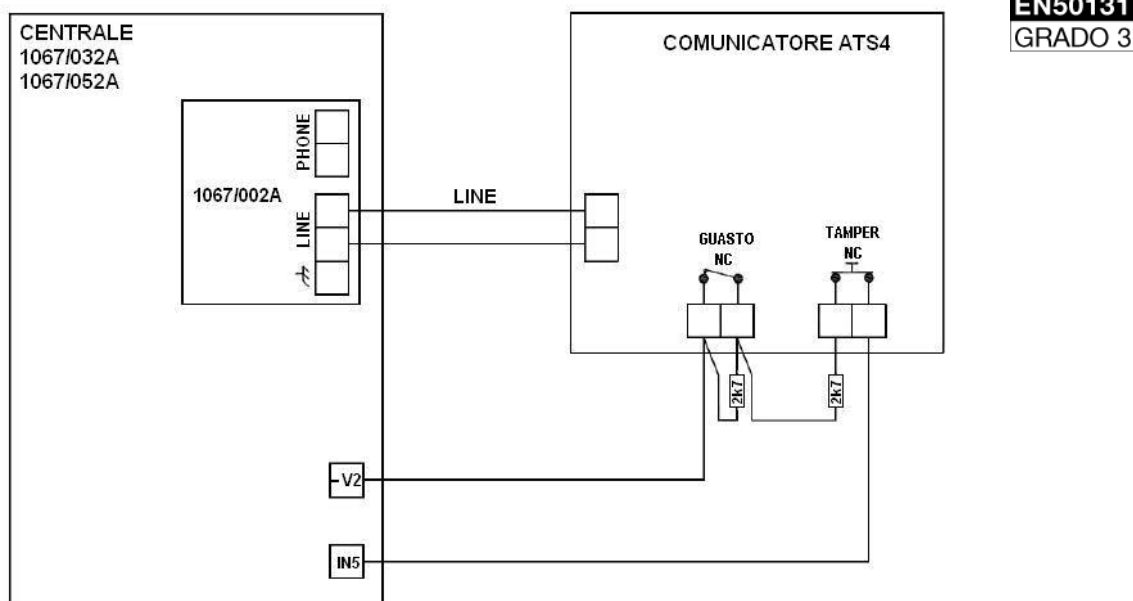 EN50131
GRADO 3
CENTRALE
1067/032A
1067/052A
COMUNICATORE ATS4
PHONE
1067/002A
LINE
LINE
GUASTO
NC
TAMPER
NC
2k7
2k7
-V2
IN5